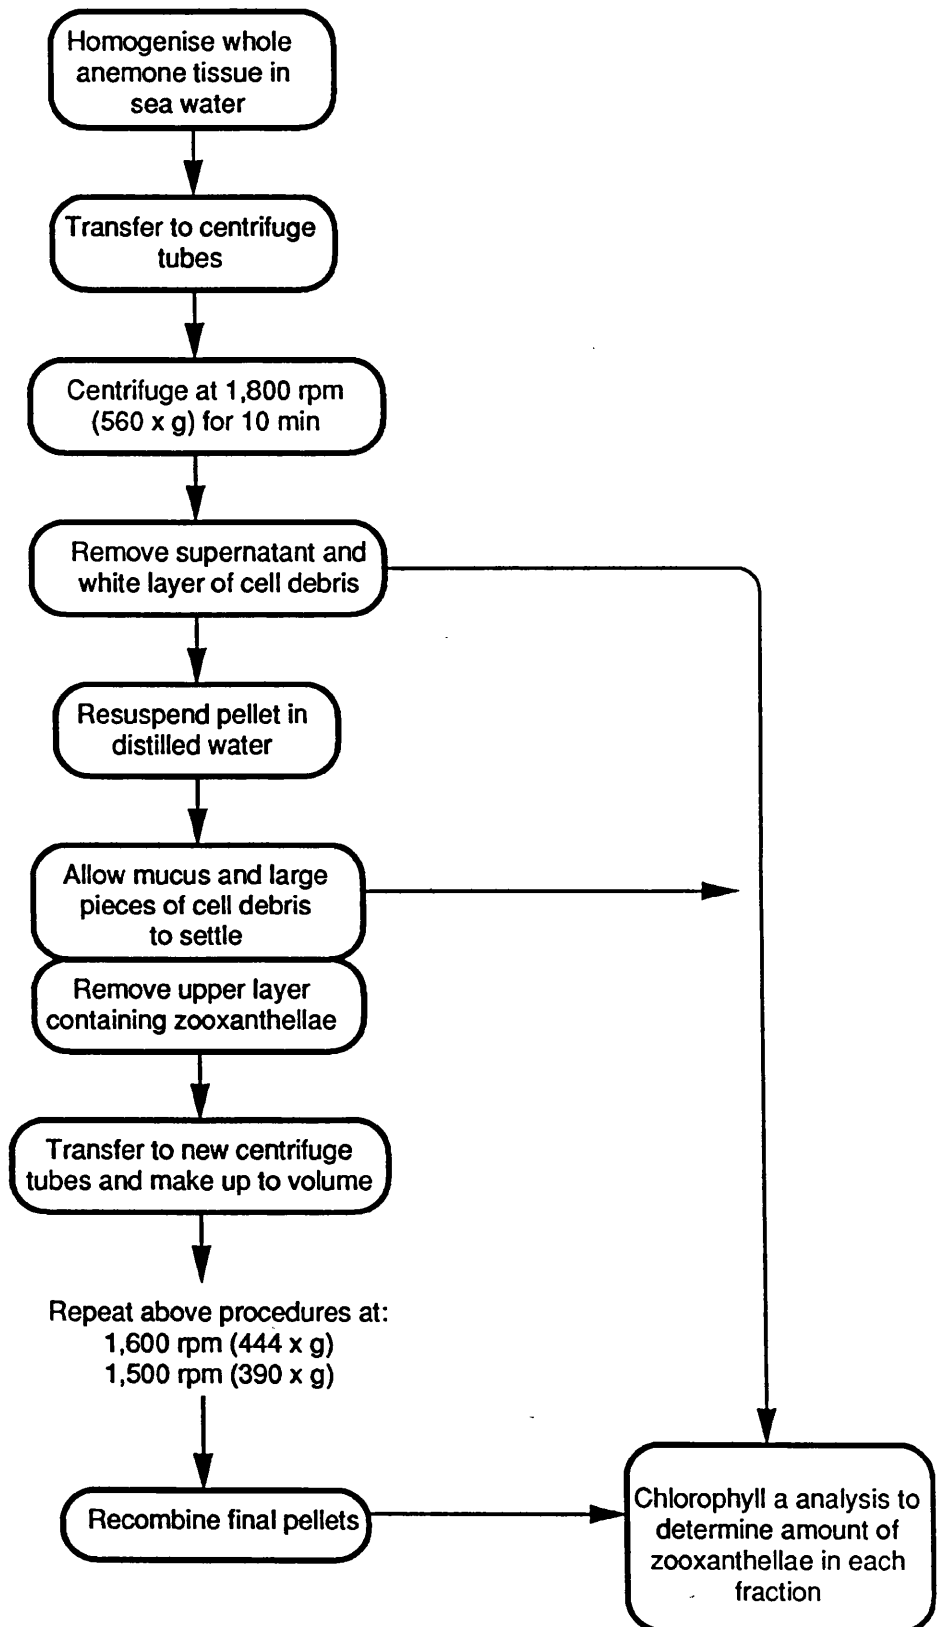 Homogenise whole
anemone tissue in
sea water
Transfer to centrifuge
tubes
Centrifuge at 1,800 rpm
(560 x g) for 10 min
Remove supernatant and
white layer of cell debris
Resuspend pellet in
distilled water
Allow mucus and large
pieces of cell debris
to settle
Remove upper layer
containing zooxanthellae
Transfer to new centrifuge
tubes and make up to volume
Repeat above procedures at:
1,600 rpm (444 x g)
1,500 rpm (390 x g)
Recombine final pellets
Chlorophyll a analysis to
determine amount of
zooxanthellae in each
fraction